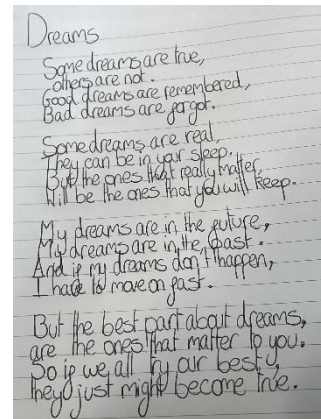 Dreams
Some dreams are true,
others are not.
Good dreams are remembered,
Bad dreams are forgot.
Some dreams are real,
They can be in your sleep.
But the ones that really matter,
Will be the ones that you will keep.
My dreams are in the future,
My dreams are in the, past.
And if my dreams don't happen,
I have to move on fast.
But the best part about dreams,
are the ones that matter to you.
So if we all try our best,
they just might become true.